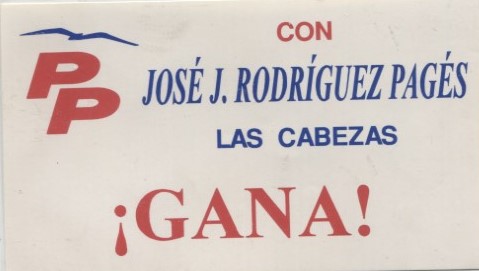 PP
CON
JOSÉ J. RODRÍGUEZ PAGÉS
LAS CABEZAS
¡GANA!